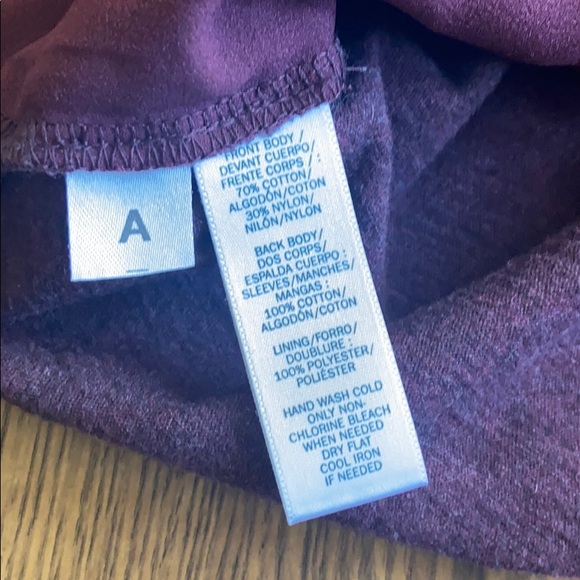 A
FRONT BODY/
DEVANT CUERPO/
FRENTE CORPS/:
70% COTTON/
ALGODÓN/COTON
30% NYLON/
NILÓN/NYLON
BACK BODY/
DOS CORPS/
ESPALDA CUERPO :
SLEEVES/MANCHES/
MANGAS :
100% COTTON/
ALGODÓN/COTON
LINING/FORRO/
DOUBLURE :
100% POLYESTER/
POLIÉSTER
HAND WASH COLD
ONLY NON-
CHLORINE BLEACH
WHEN NEEDED
DRY FLAT
COOL IRON
IF NEEDED